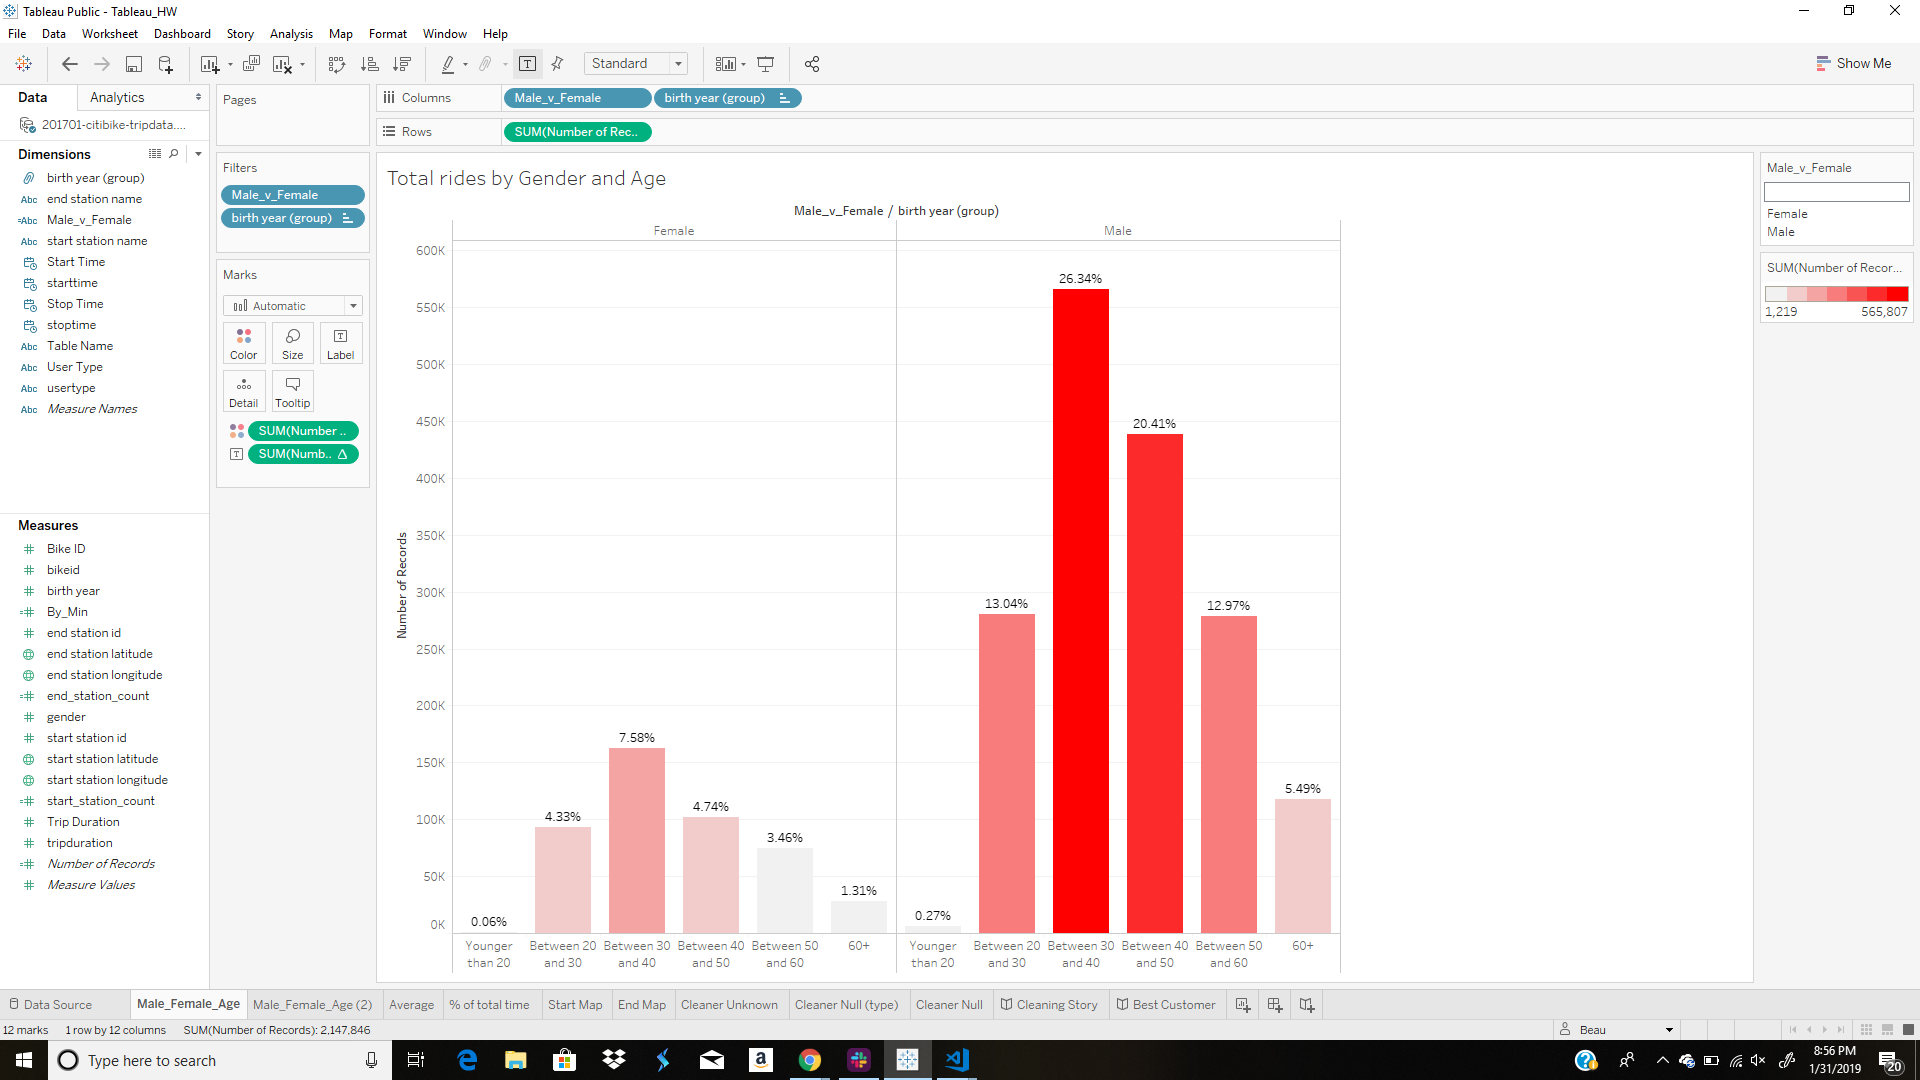 Tableau Public - Tableau_HW
File Data Worksheet Dashboard Story Analysis Map Format Window Help
Standard
Show Me
Data Analytics
201701-citibike-tripdata....
Dimensions
birth year (group)
Abc end station name
=Abc Male_v_Female
Abc start station name
Start Time
starttime
Stop Time
stoptime
Abc Table Name
Abc User Type
Abc usertype
Abc Measure Names
Measures
Bike ID
bikeid
birth year
By_Min
end station id
end station latitude
end station longitude
end_station_count
gender
start station id
start station latitude
start station longitude
start_station_count
Trip Duration
tripduration
Number of Records
Measure Values
Pages
Filters
Male_v_Female
birth year (group)
Marks
Automatic
Color Size Label
Detail Tooltip
SUM(Number ..
SUM(Numb.. Δ
Columns Male_v_Female birth year (group)
Rows SUM(Number of Rec..
Total rides by Gender and Age
Male_v_Female / birth year (group)
Female Male
600K
550K
500K
450K
400K
350K
300K
250K
200K
150K
100K
50K
0K
Number of Records
0.06%
4.33%
7.58%
4.74%
3.46%
1.31%
0.27%
13.04%
26.34%
20.41%
12.97%
5.49%
Younger Between 20 Between 30 Between 40 Between 50 60+ Younger Between 20 Between 30 Between 40 Between 50 60+
than 20 and 30 and 40 and 50 and 60 than 20 and 30 and 40 and 50 and 60
Male_v_Female
Female
Male
SUM(Number of Recor...
1,219 565,807
Data Source Male_Female_Age Male_Female_Age (2) Average % of total time Start Map End Map Cleaner Unknown Cleaner Null (type) Cleaner Null Cleaning Story Best Customer
12 marks 1 row by 12 columns SUM(Number of Records): 2,147,846
Beau
Type here to search
8:56 PM
1/31/2019
20